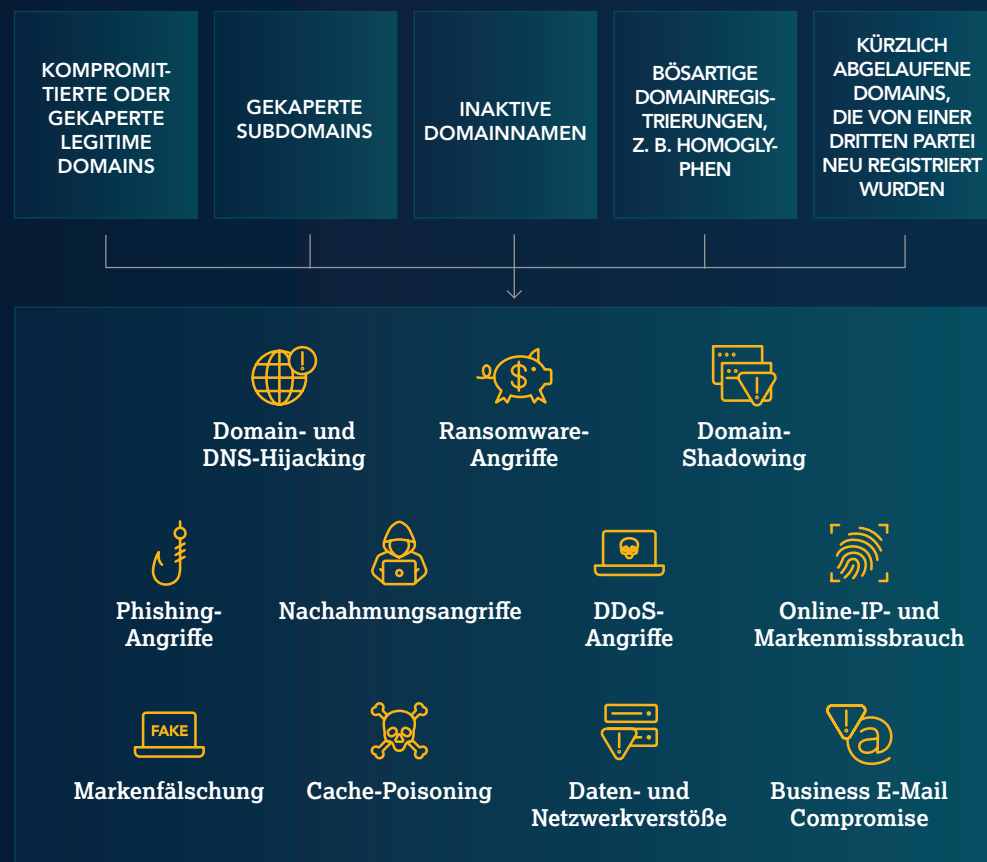 KOMPROMIT-
TIERTE ODER
GEKAPERTE
LEGITIME
DOMAINS
GEKAPERTE
SUBDOMAINS
INAKTIVE
DOMAINNAMEN
BÖSARTIGE
DOMAINREGIS-
TRIERUNGEN,
Z. B. HOMOGLY-
PHEN
KÜRZLICH
ABGELAUFENE
DOMAINS,
DIE VON EINER
DRITTEN PARTEI
NEU REGISTRIERT
WURDEN
Domain- und
DNS-Hijacking
Ransomware-
Angriffe
Domain-
Shadowing
Phishing-
Angriffe
Nachahmungsangriffe
DDoS-
Angriffe
Online-IP- und
Markenmissbrauch
FAKE
Markenfälschung
Cache-Poisoning
Daten- und
Netzwerkverstöße
Business E-Mail
Compromise